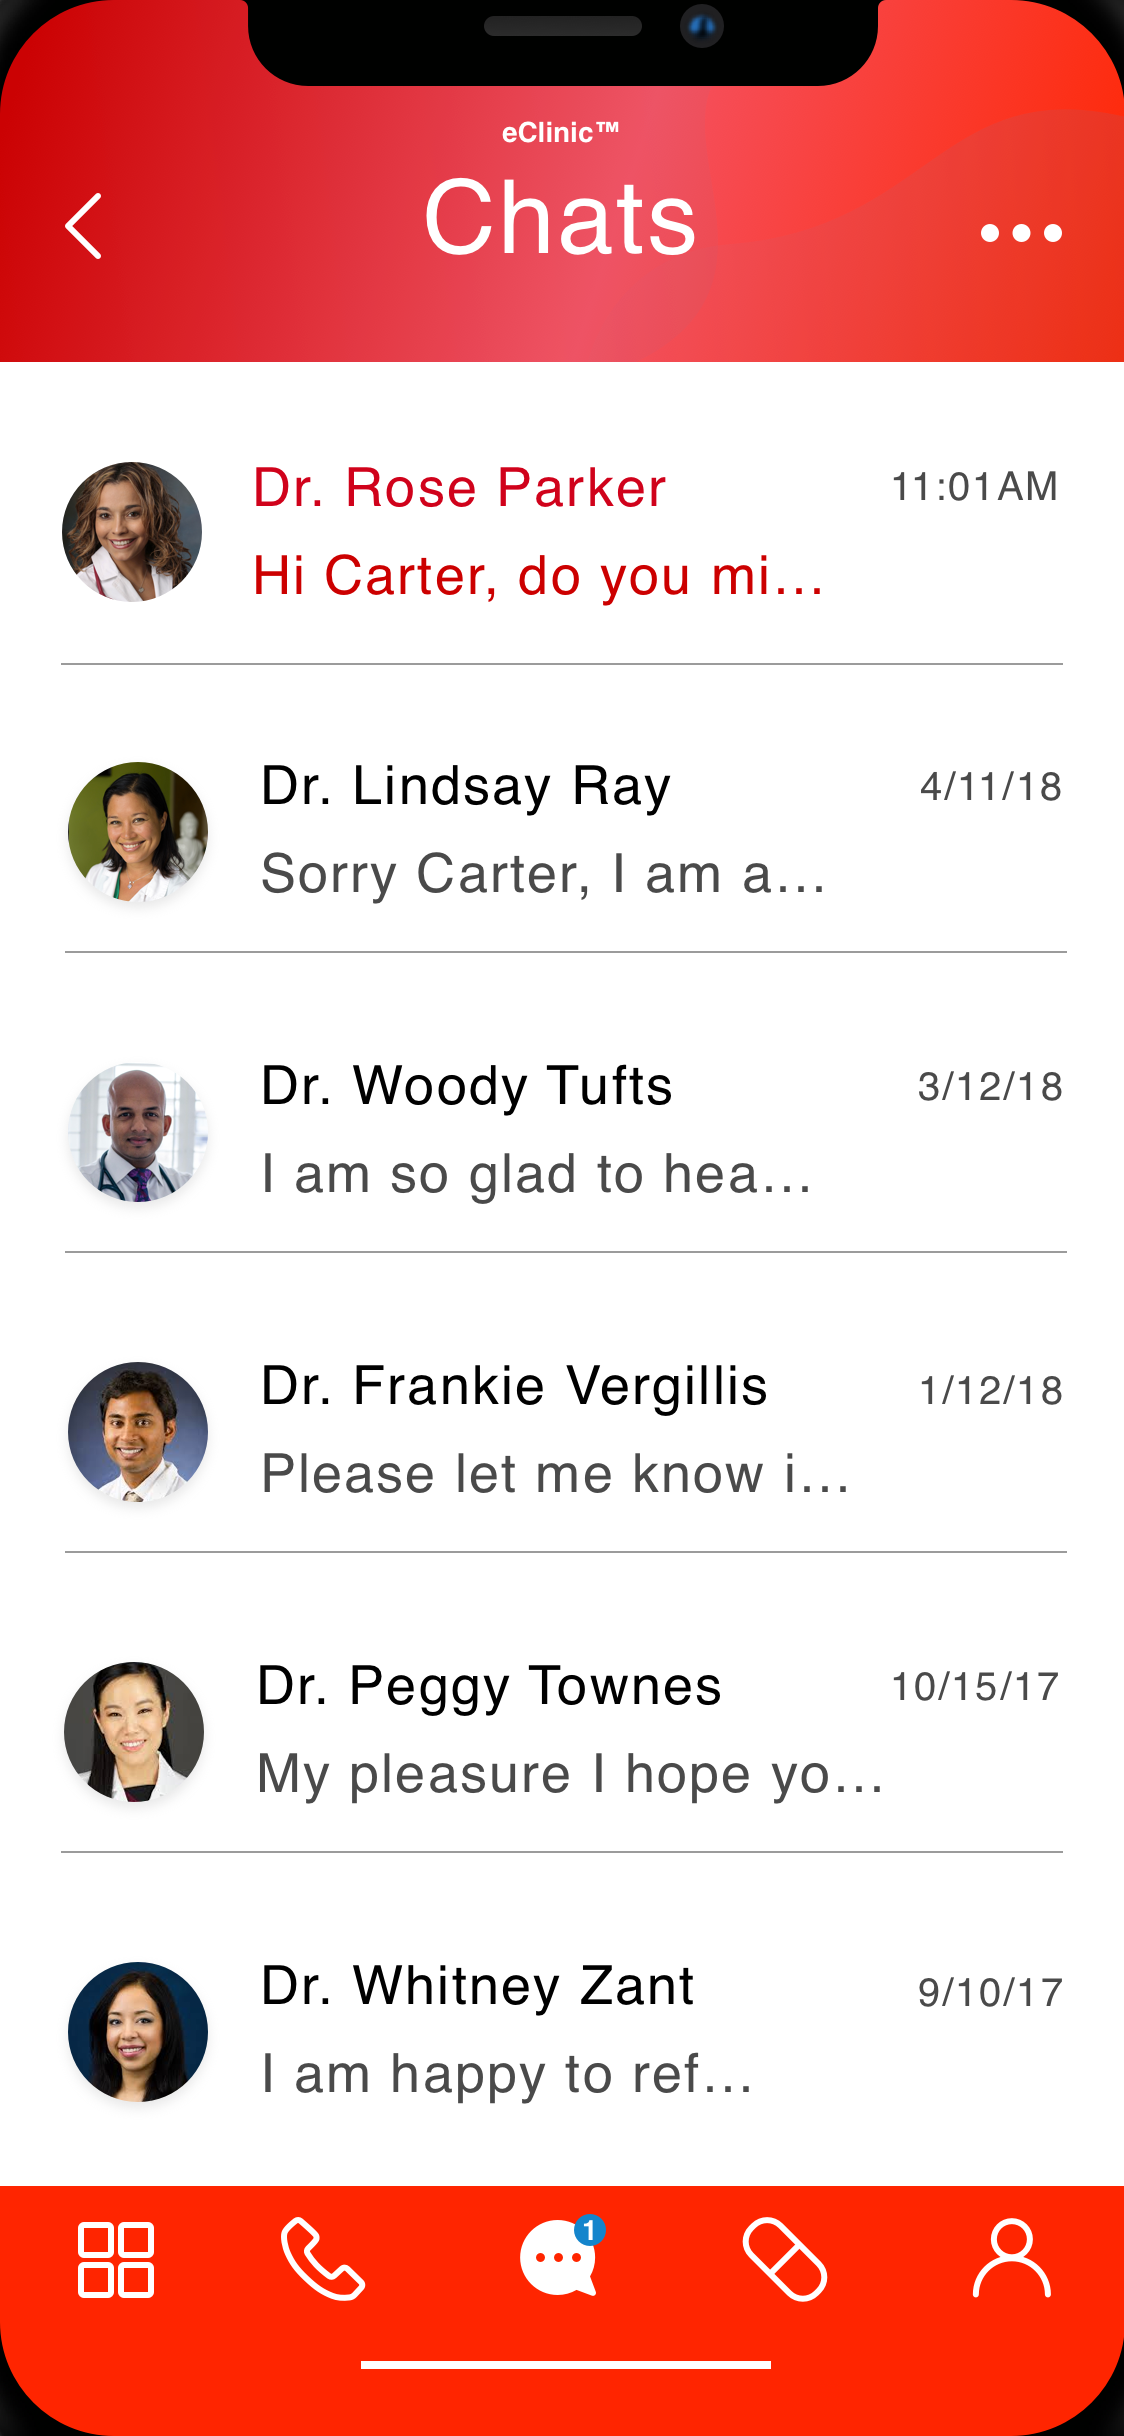 eClinic™
Chats
Dr. Rose Parker
11:01AM
Hi Carter, do you mi...
Dr. Lindsay Ray
4/11/18
Sorry Carter, I am a...
Dr. Woody Tufts
3/12/18
I am so glad to hea...
Dr. Frankie Vergillis
1/12/18
Please let me know i...
Dr. Peggy Townes
10/15/17
My pleasure I hope yo...
Dr. Whitney Zant
9/10/17
I am happy to ref...
1